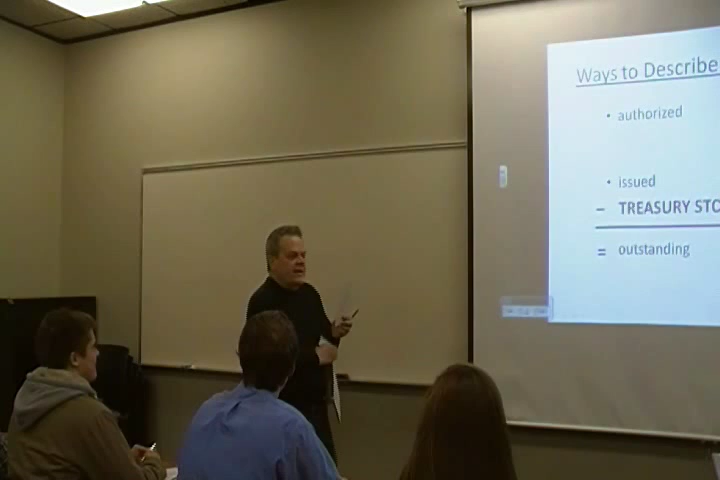 Ways to Describe
• authorized
• issued
– TREASURY STO
= outstanding